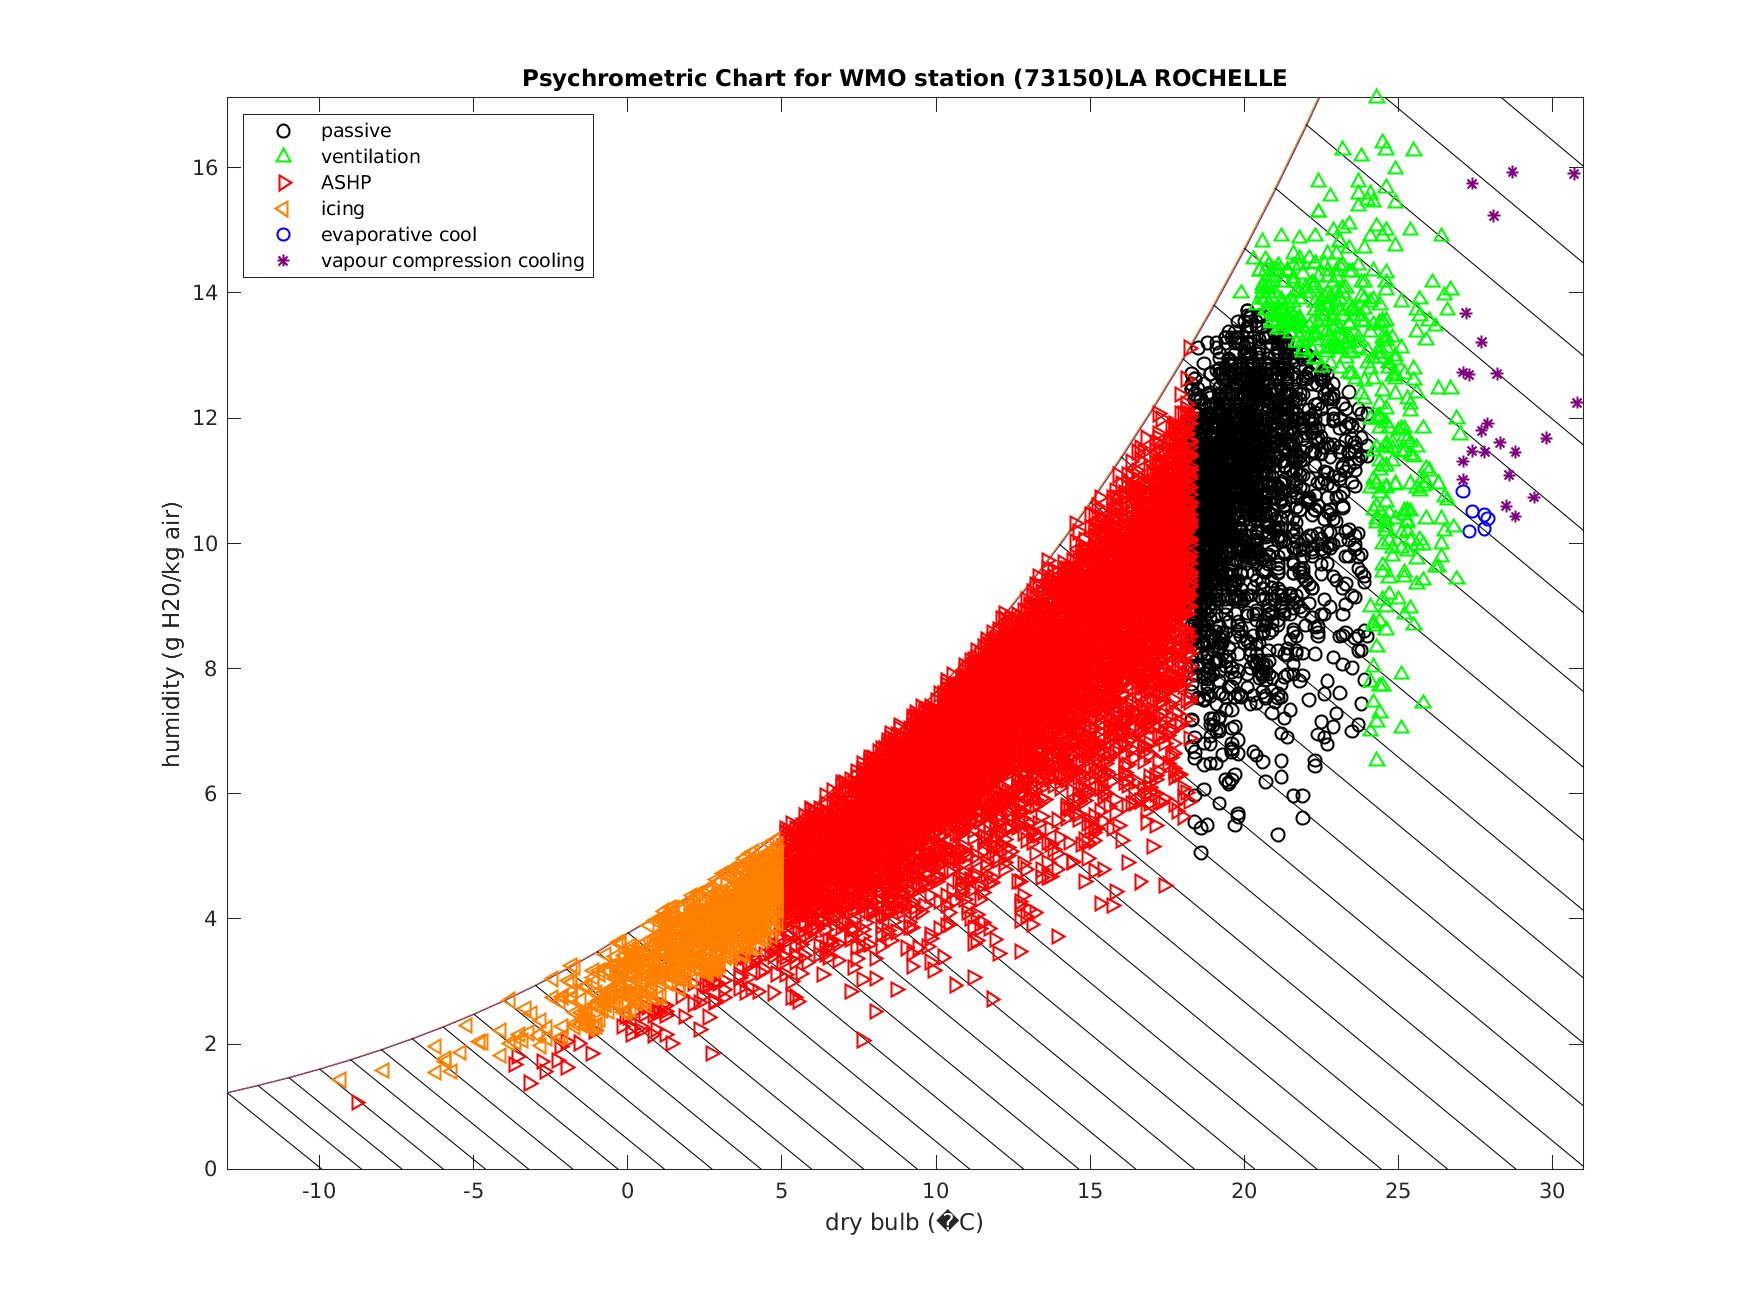 Psychrometric Chart for WMO station (73150)LA ROCHELLE
passive
ventilation
ASHP
icing
evaporative cool
vapour compression cooling
humidity (g H20/kg air)
16
14
12
10
8
6
4
2
0
-10
-5
0
5
10
15
20
25
30
dry bulb (�C)